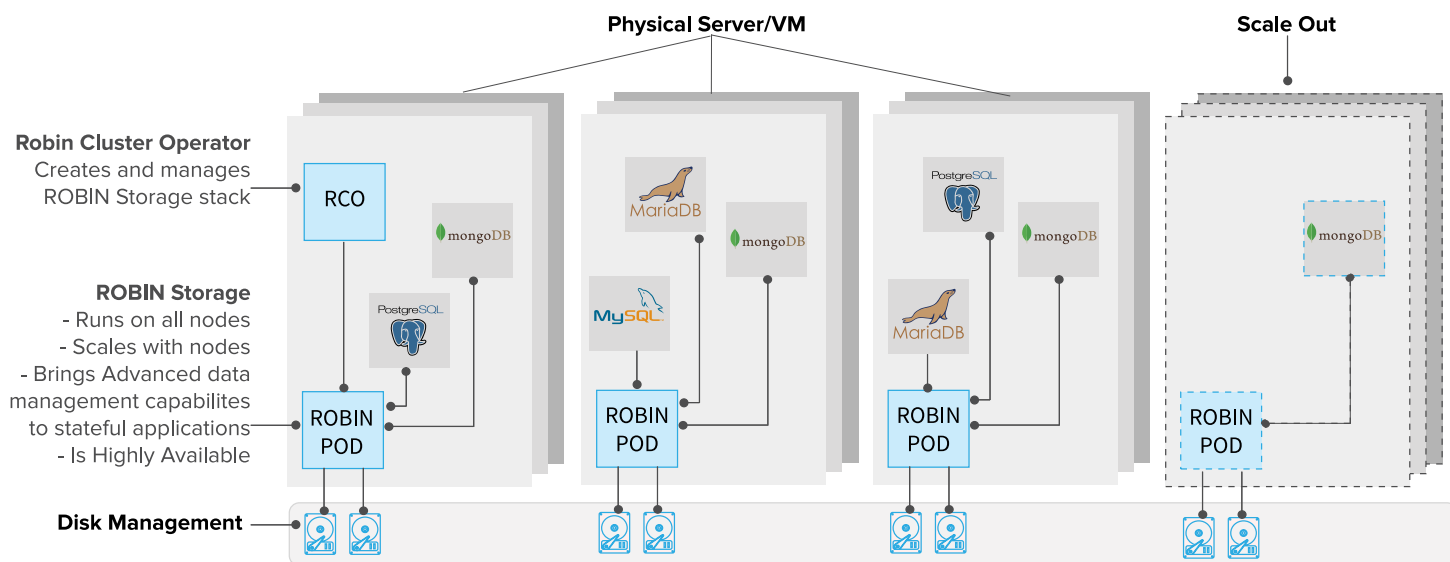 Physical Server/VM
Scale Out
Robin Cluster Operator
Creates and manages
ROBIN Storage stack
RCO
mongoDB
PostgreSQL
ROBIN
POD
MariaDB
mongoDB
MySQL
ROBIN
POD
PostgreSQL
mongoDB
MariaDB
ROBIN
POD
mongoDB
ROBIN
POD
ROBIN Storage
- Runs on all nodes
- Scales with nodes
- Brings Advanced data
management capabilites
to stateful applications
- Is Highly Available
Disk Management